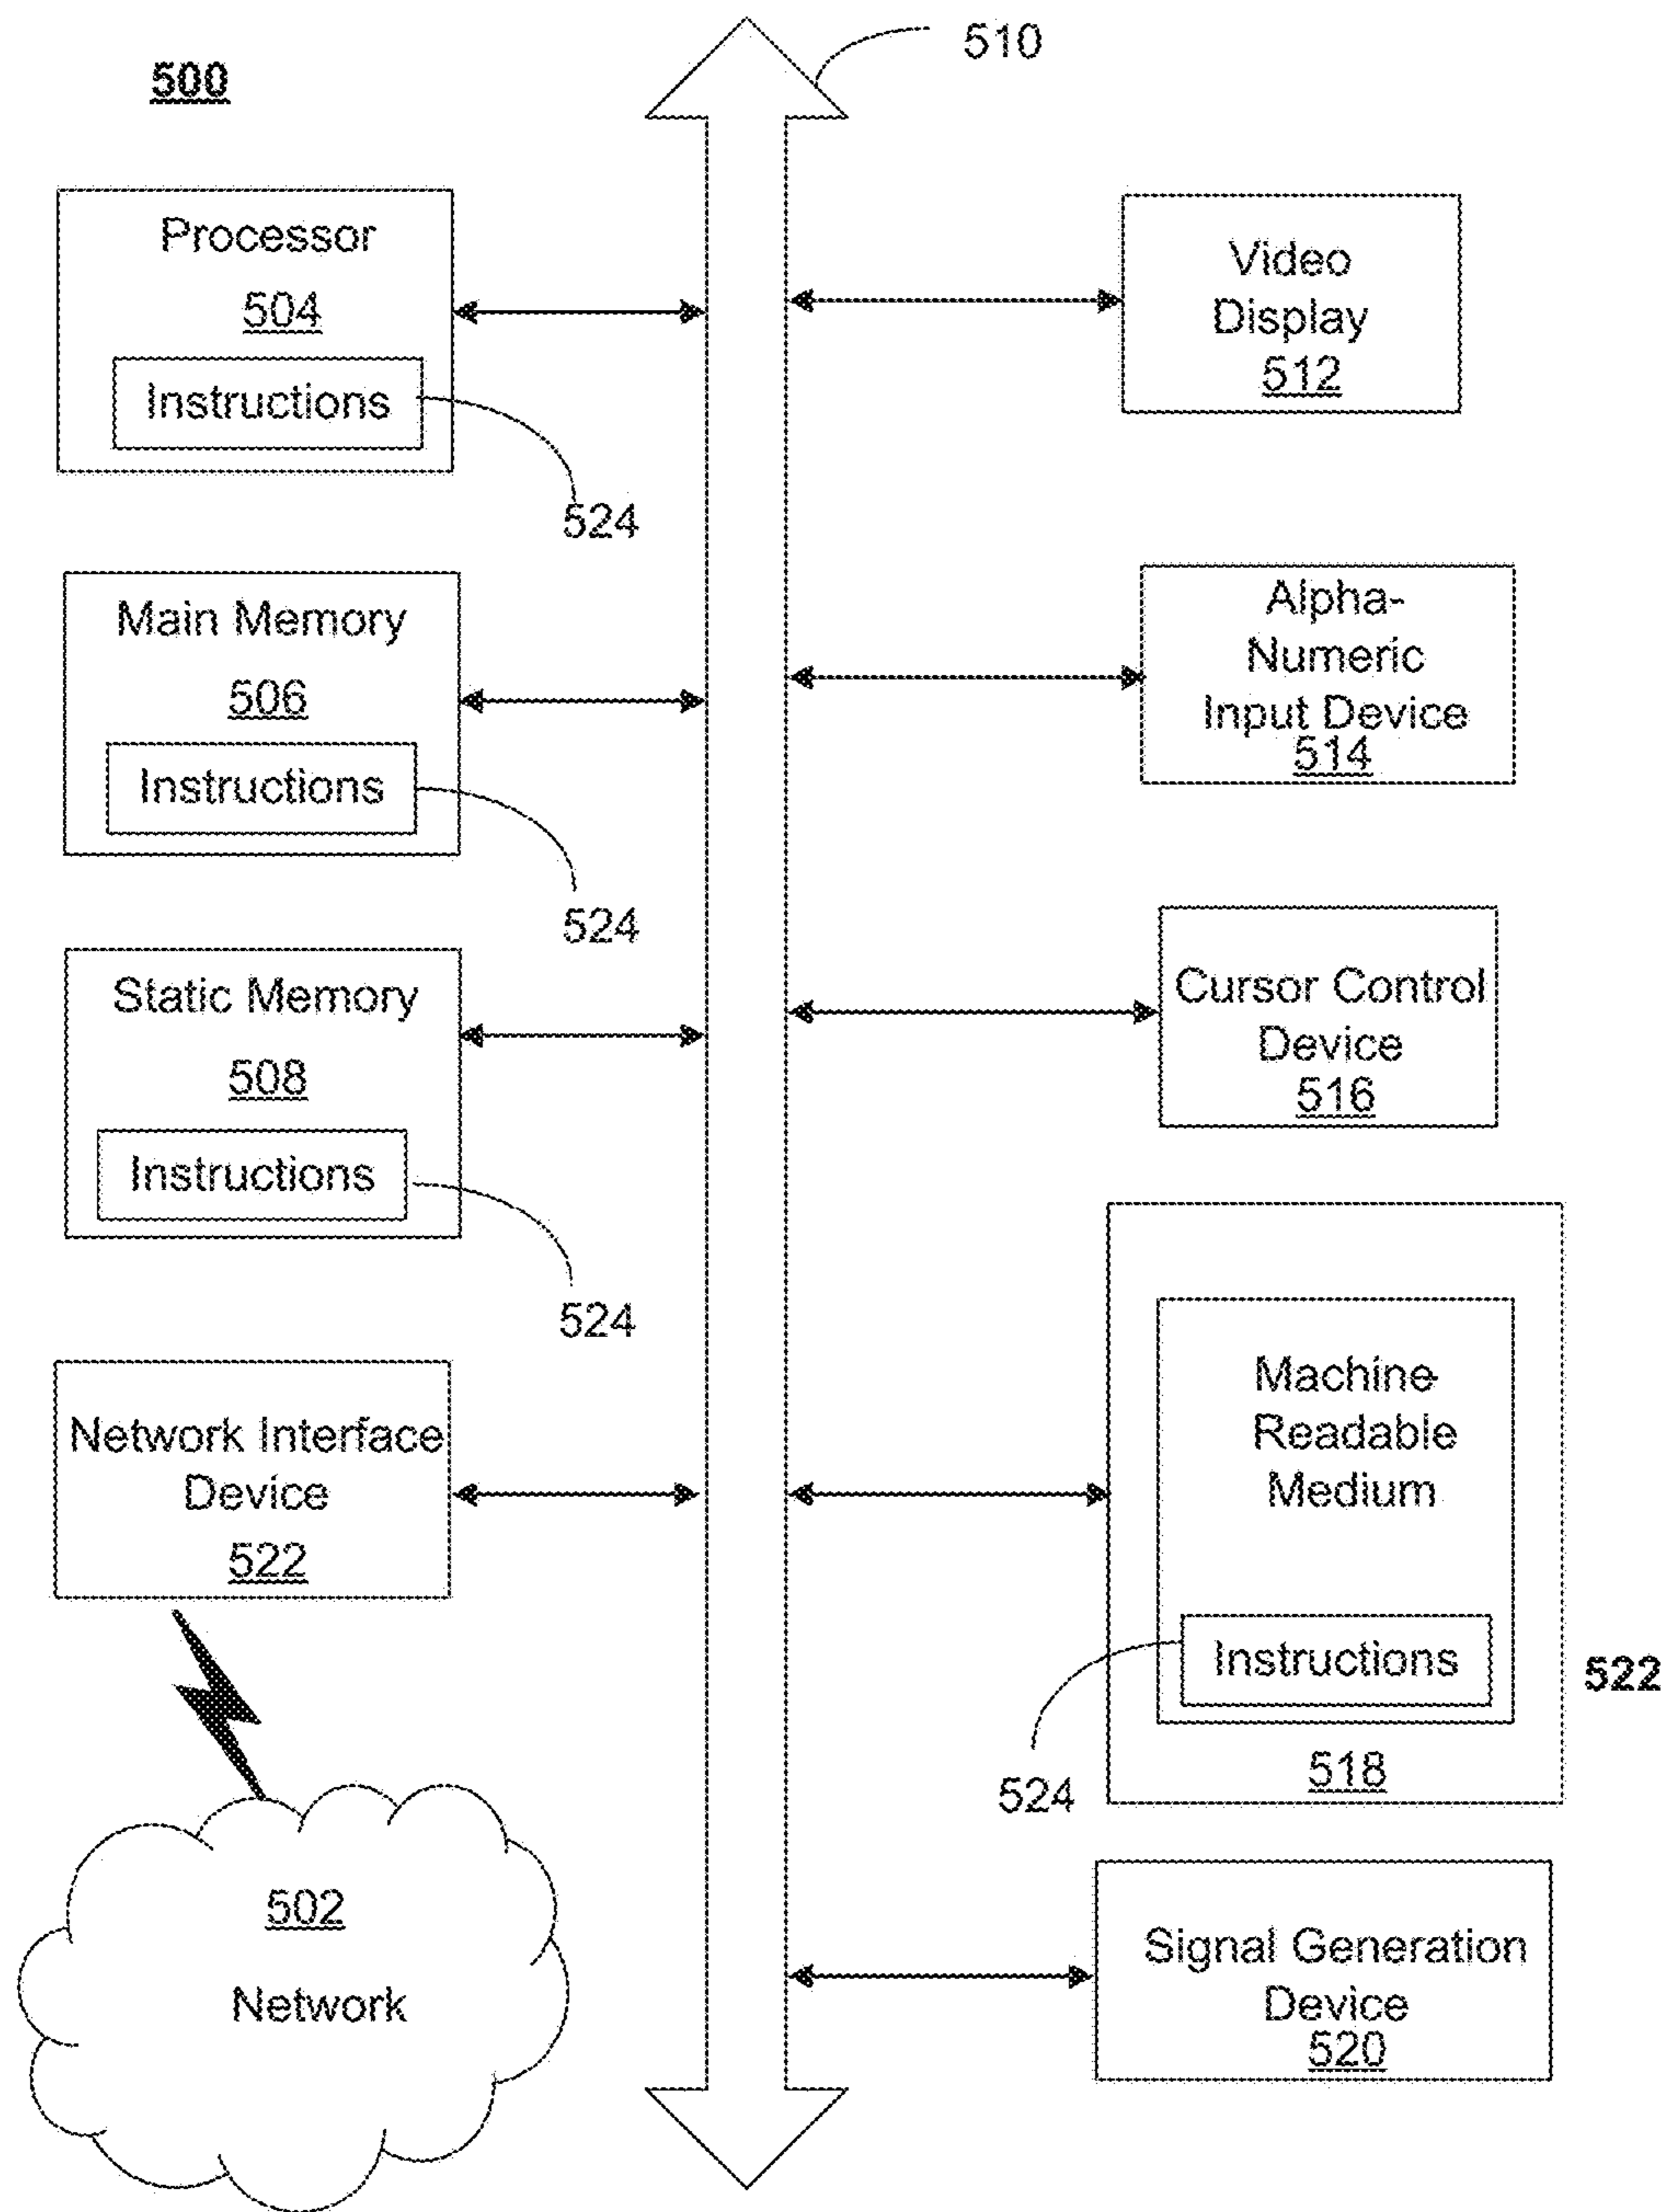 500
510
Processor
504
Instructions
524
Main Memory
506
Instructions
524
Static Memory
508
Instructions
524
Network Interface
Device
522
502
Network
Video
Display
512
Alpha-
Numeric
Input Device
514
Cursor Control
Device
516
Machine-
Readable
Medium
Instructions
524
518
522
Signal Generation
Device
520